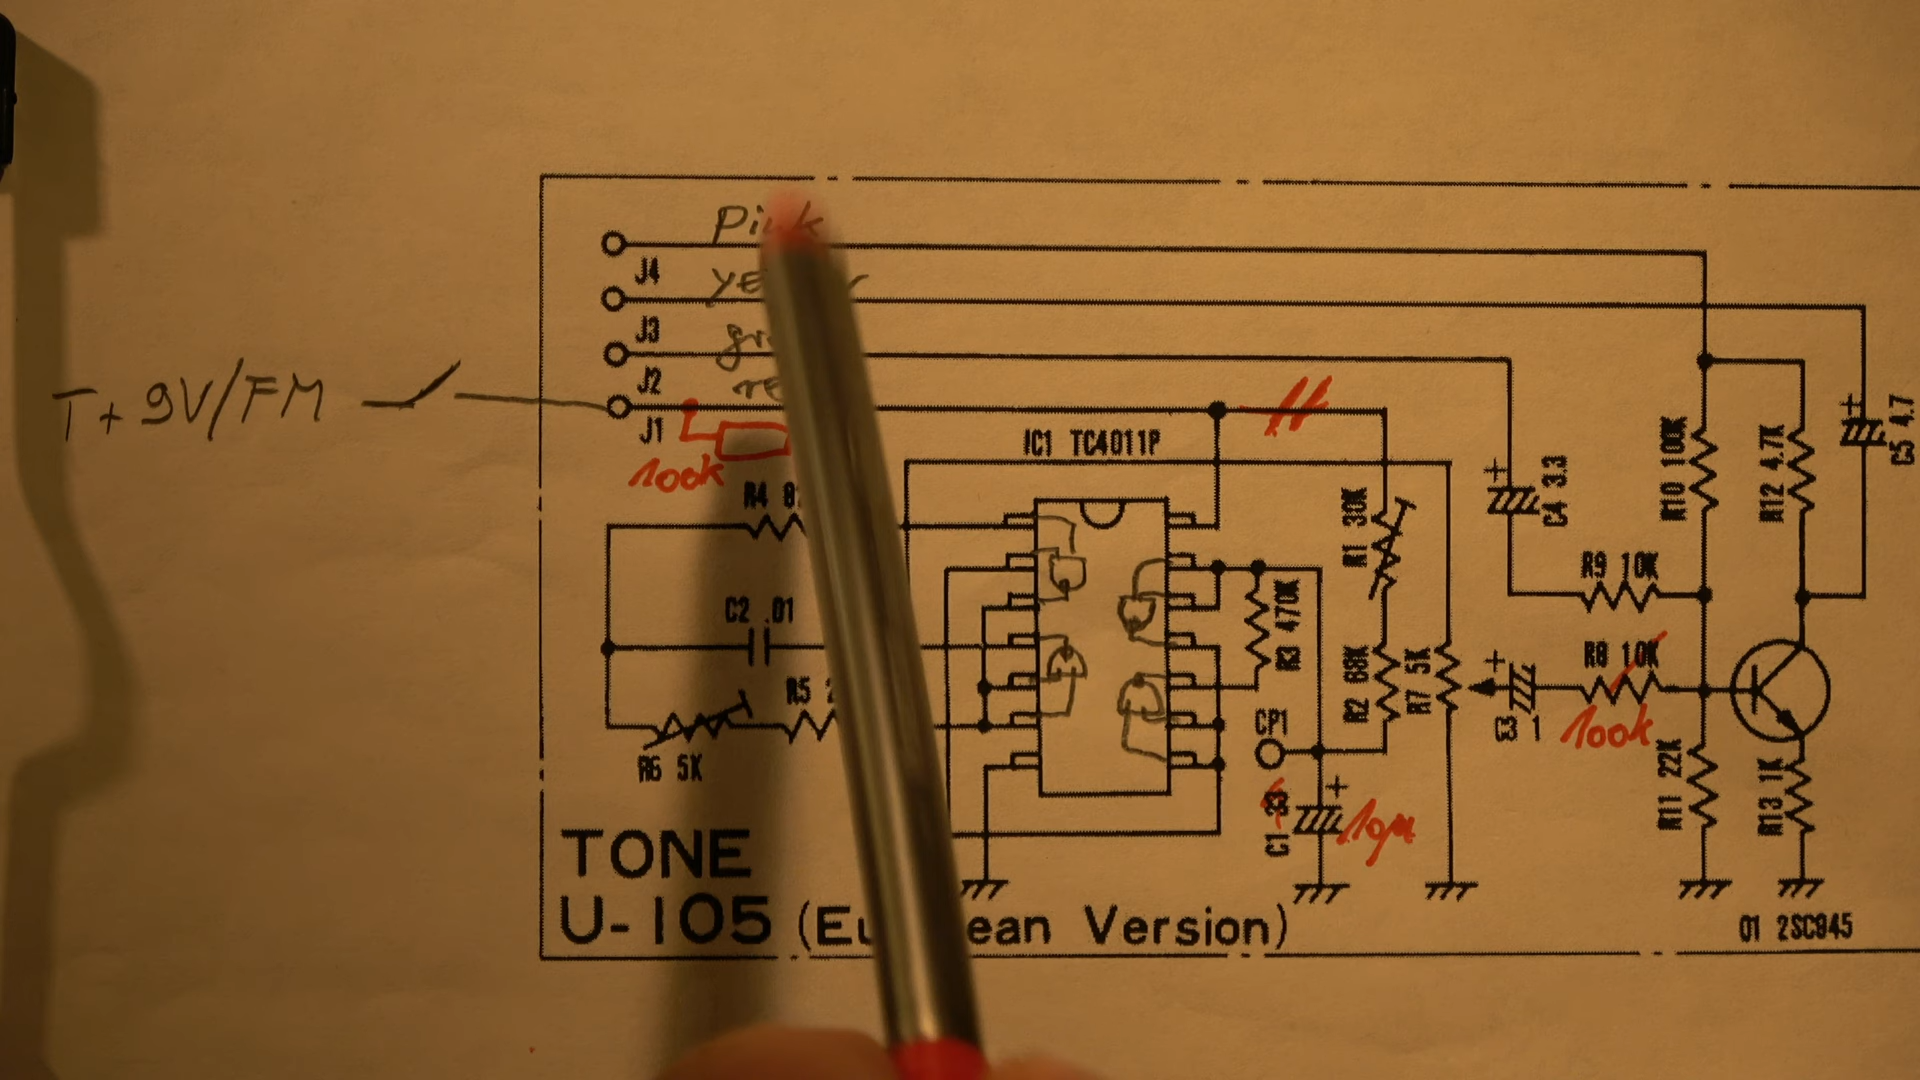 Pink
J4
J3
J2
T+ 9V/FM
J1
100k
IC1 TC4011P
R4
C2 .01
R5
R6 5K
R1 30K
R2 68K
R7 5K
R3 470K
CP1
C1
10µ
C3 1
C4 3.3
R9 10K
R8 10K
100k
R10 100K
R12 4.7K
C5 4.7
R11 22K
R13 1K
Q1 2SC945
TONE
U-105 (European Version)